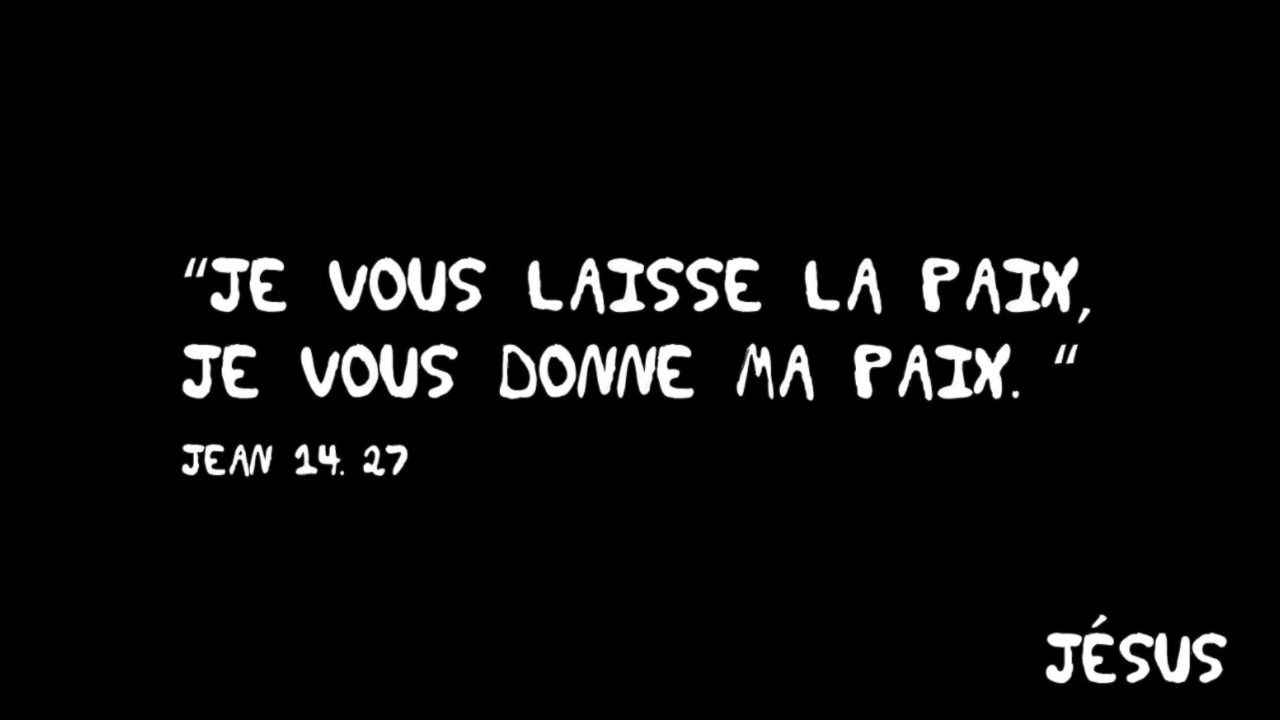 “JE VOUS LAISSE LA PAIX,
JE VOUS DONNE MA PAIX. “
JEAN 14. 27
JÉSUS